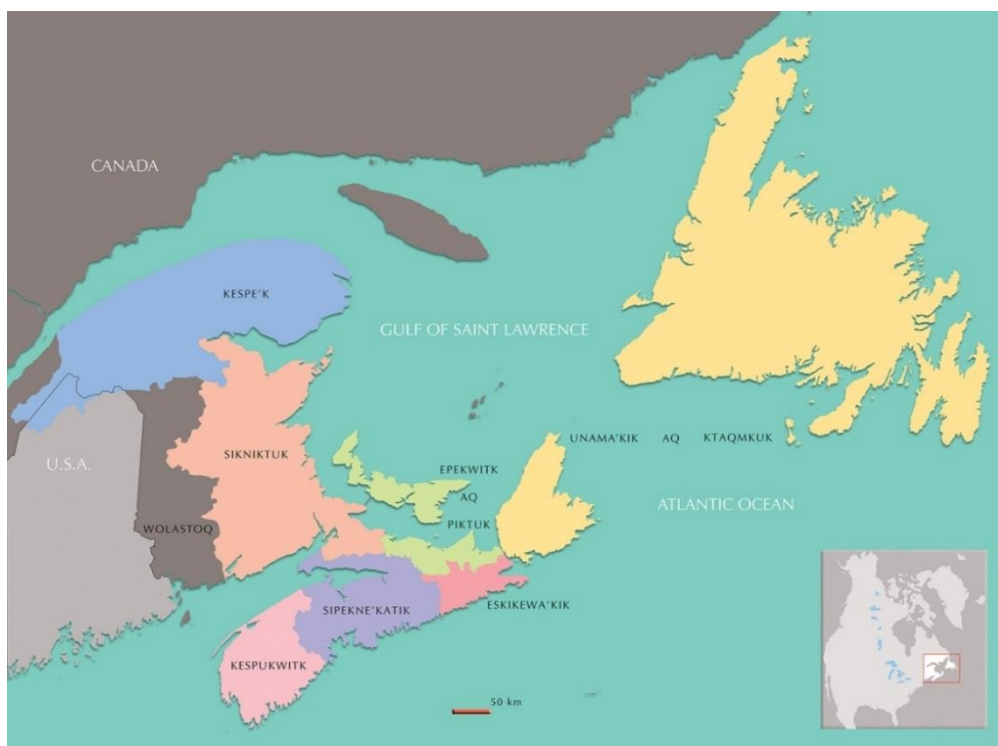 CANADA
KESPE'K
GULF OF SAINT LAWRENCE
UNAMA'KIK AQ KTAQMKUK
SIKNIKTUK
U.S.A.
EPEKWITK
AQ
PIKTUK
ATLANTIC OCEAN
WOLASTOQ
ESKIKEWA'KIK
SIPEKNE'KATIK
KESPUKWITK
50 km